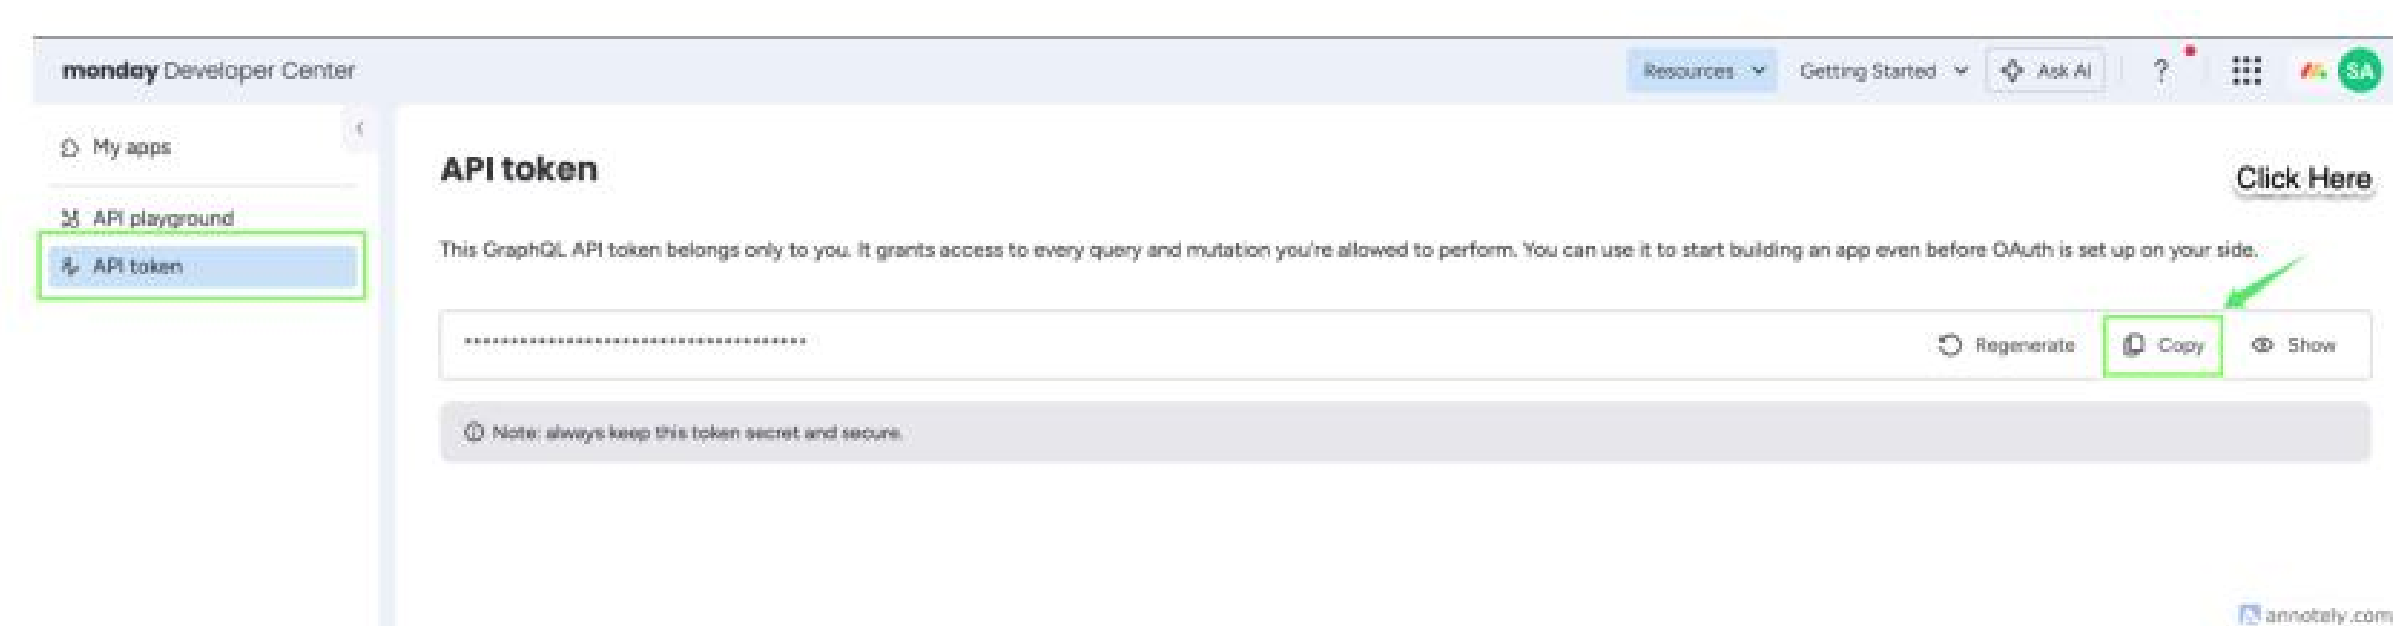 monday Developer Center
Resources
Getting Started
Ask AI
?
SA
My apps
API playground
API token
API token
Click Here
This GraphQL API token belongs only to you. It grants access to every query and mutation you're allowed to perform. You can use it to start building an app even before OAuth is set up on your side.
Regenerate
Copy
Show
Note: always keep this token secret and secure.
annotely.com